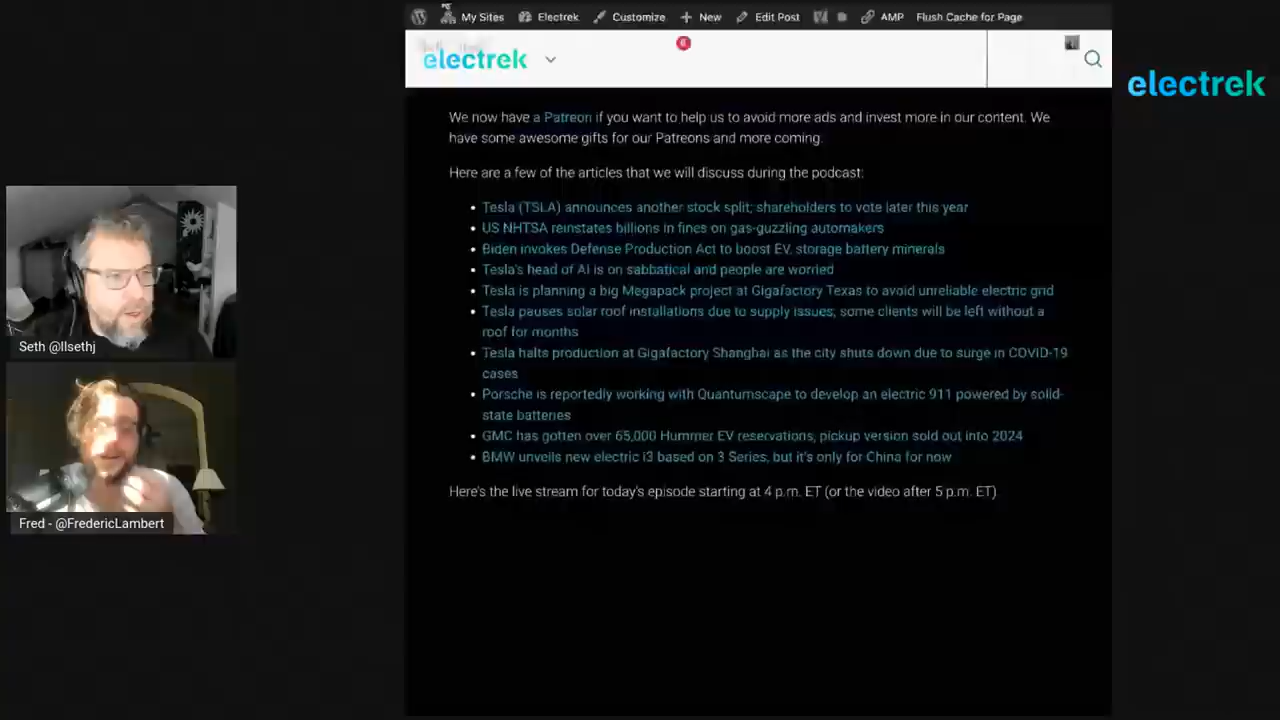 My Sites Electrek Customize New Edit Post AMP Flush Cache for Page
electrek
electrek
We now have a Patreon if you want to help us to avoid more ads and invest more in our content. We
have some awesome gifts for our Patreons and more coming.
Here are a few of the articles that we will discuss during the podcast:
Tesla (TSLA) announces another stock split; shareholders to vote later this year
US NHTSA reinstates billions in fines on gas-guzzling automakers
Biden invokes Defense Production Act to boost EV, storage battery minerals
Tesla's head of AI is on sabbatical and people are worried
Tesla is planning a big Megapack project at Gigafactory Texas to avoid unreliable electric grid
Tesla pauses solar roof installations due to supply issues; some clients will be left without a
roof for months
Tesla halts production at Gigafactory Shanghai as the city shuts down due to surge in COVID-19
cases
Porsche is reportedly working with Quantumscape to develop an electric 911 powered by solid-
state batteries
GMC has gotten over 65,000 Hummer EV reservations, pickup version sold out into 2024
BMW unveils new electric i3 based on 3 Series, but it's only for China for now
Here's the live stream for today's episode starting at 4 p.m. ET (or the video after 5 p.m. ET)
Seth @llsethj
Fred - @FredericLambert